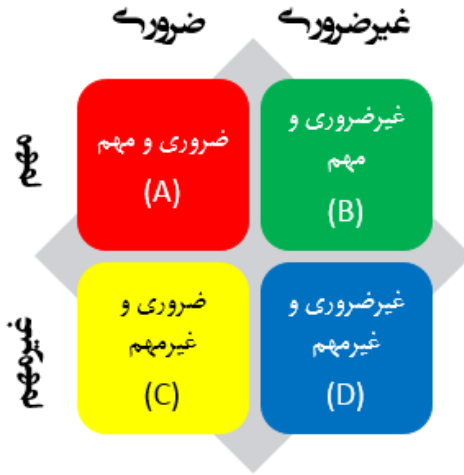 غیرضروری
ضروری
مهم
ضروری و مهم
(A)
غیرضروری و
مهم
(B)
غیرمهم
ضروری و
غیرمهم
(C)
غیرضروری و
غیرمهم
(D)